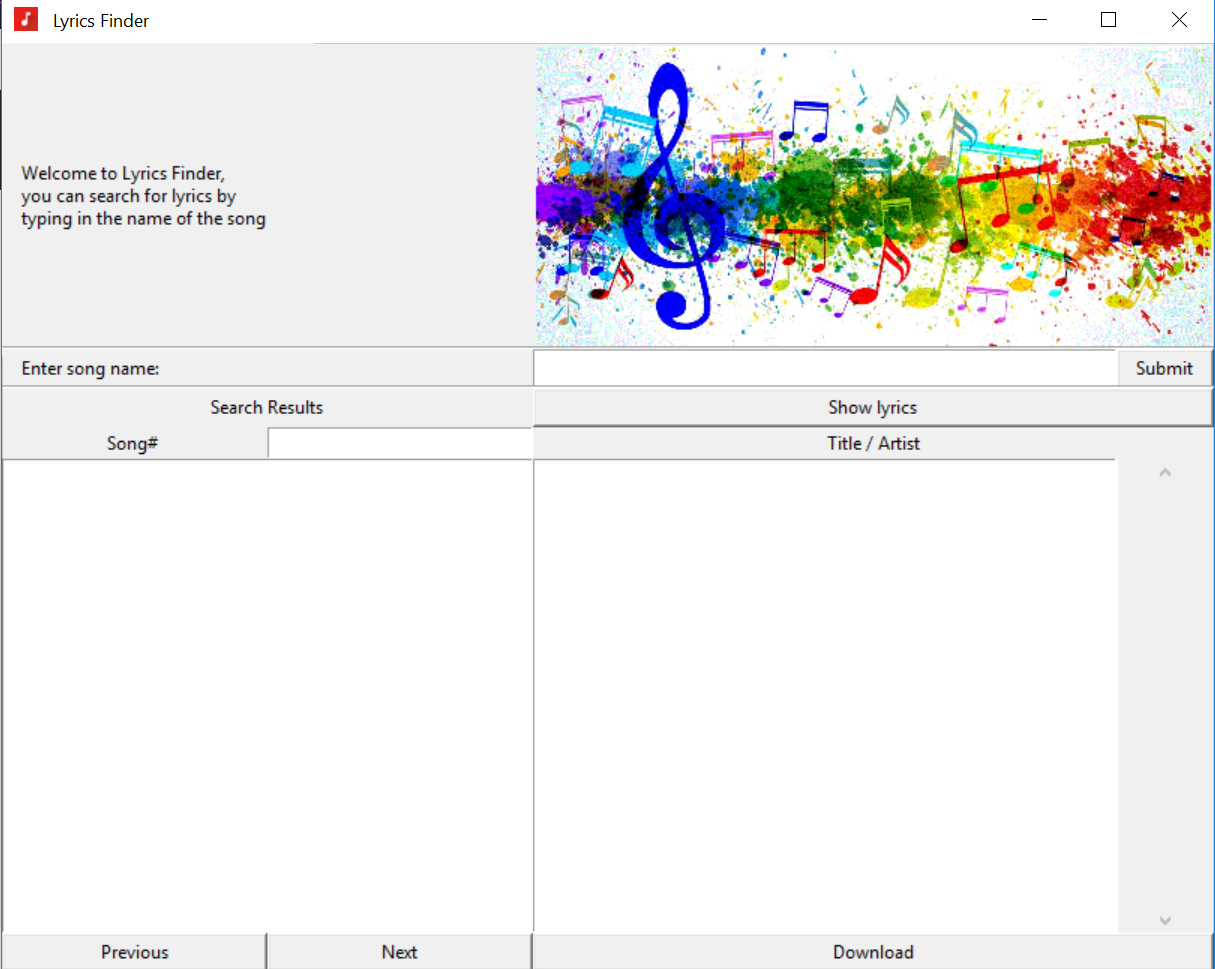 Lyrics Finder
Welcome to Lyrics Finder,
you can search for lyrics by
typing in the name of the song
Enter song name:
Submit
Search Results
Show lyrics
Song#
Title / Artist
Previous
Next
Download